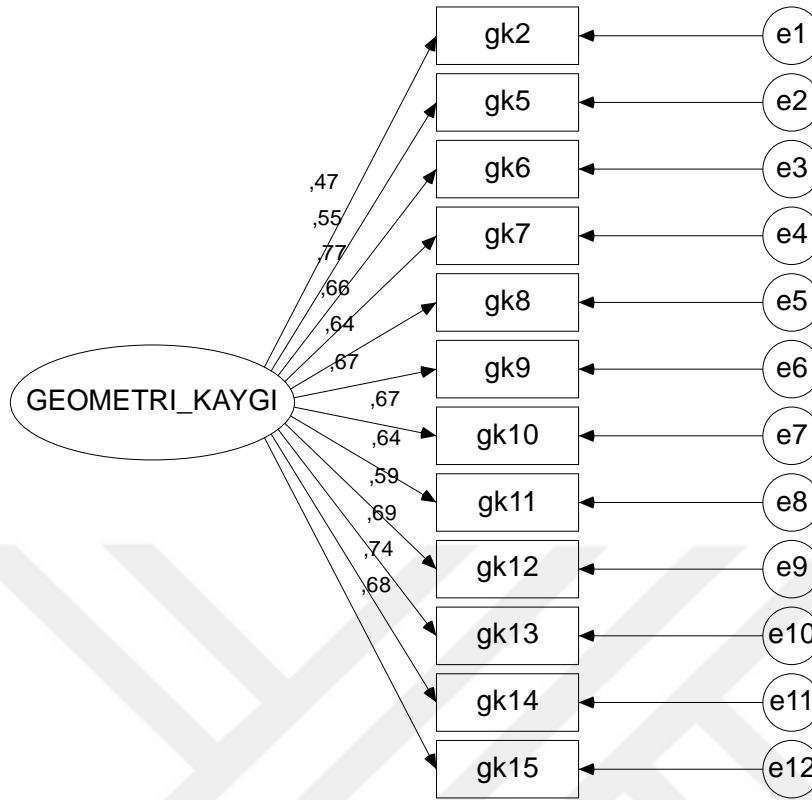 gk2
e1
gk5
e2
gk6
e3
gk7
e4
gk8
e5
gk9
e6
gk10
e7
gk11
e8
gk12
e9
gk13
e10
gk14
e11
gk15
e12
,47
,55
,77
,66
,64
,67
,67
,64
,59
,69
,74
,68
GEOMETRI_KAYGI